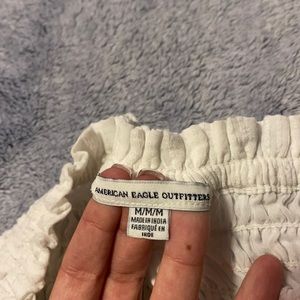 AMERICAN EAGLE OUTFITTERS
M/M/M
MADE IN INDIA
FABRIQUÉ EN
INDE